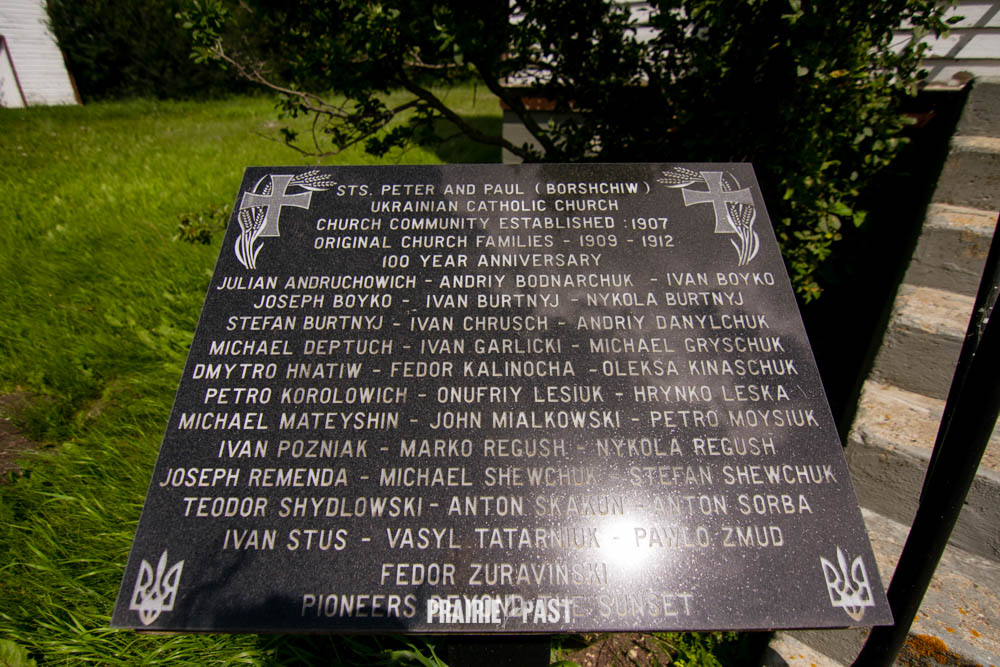 STS. PETER AND PAUL (BORSHCHIW)
UKRAINIAN CATHOLIC CHURCH
CHURCH COMMUNITY ESTABLISHED : 1907
ORIGINAL CHURCH FAMILIES - 1909 - 1912
100 YEAR ANNIVERSARY
JULIAN ANDRUCHOWICH - ANDRIY BODNARCHUK - IVAN BOYKO
JOSEPH BOYKO - IVAN BURTNYJ - NYKOLA BURTNYJ
STEFAN BURTNYJ - IVAN CHRUSCH - ANDRIY DANYLCHUK
MICHAEL DEPTUCH - IVAN GARLICKI - MICHAEL GRYSCHUK
DMYTRO HNATIW - FEDOR KALINOCHA - OLEKSA KINASCHUK
PETRO KOROLOWICH - ONUFRIY LESIUK - HRYNKO LESKA
MICHAEL MATEYSHIN - JOHN MIALKOWSKI - PETRO MOYSIUK
IVAN POZNIAK - MARKO REGUSH - NYKOLA REGUSH
JOSEPH REMENDA - MICHAEL SHEWCHUK - STEFAN SHEWCHUK
TEODOR SHYDLOWSKI - ANTON SKAKUN - ANTON SORBA
IVAN STUS - VASYL TATARNIUK - PAWLO ZMUD
FEDOR ZURAVINSKI
PIONEERS BEYOND THE SUNSET
PRAIRIE PAST